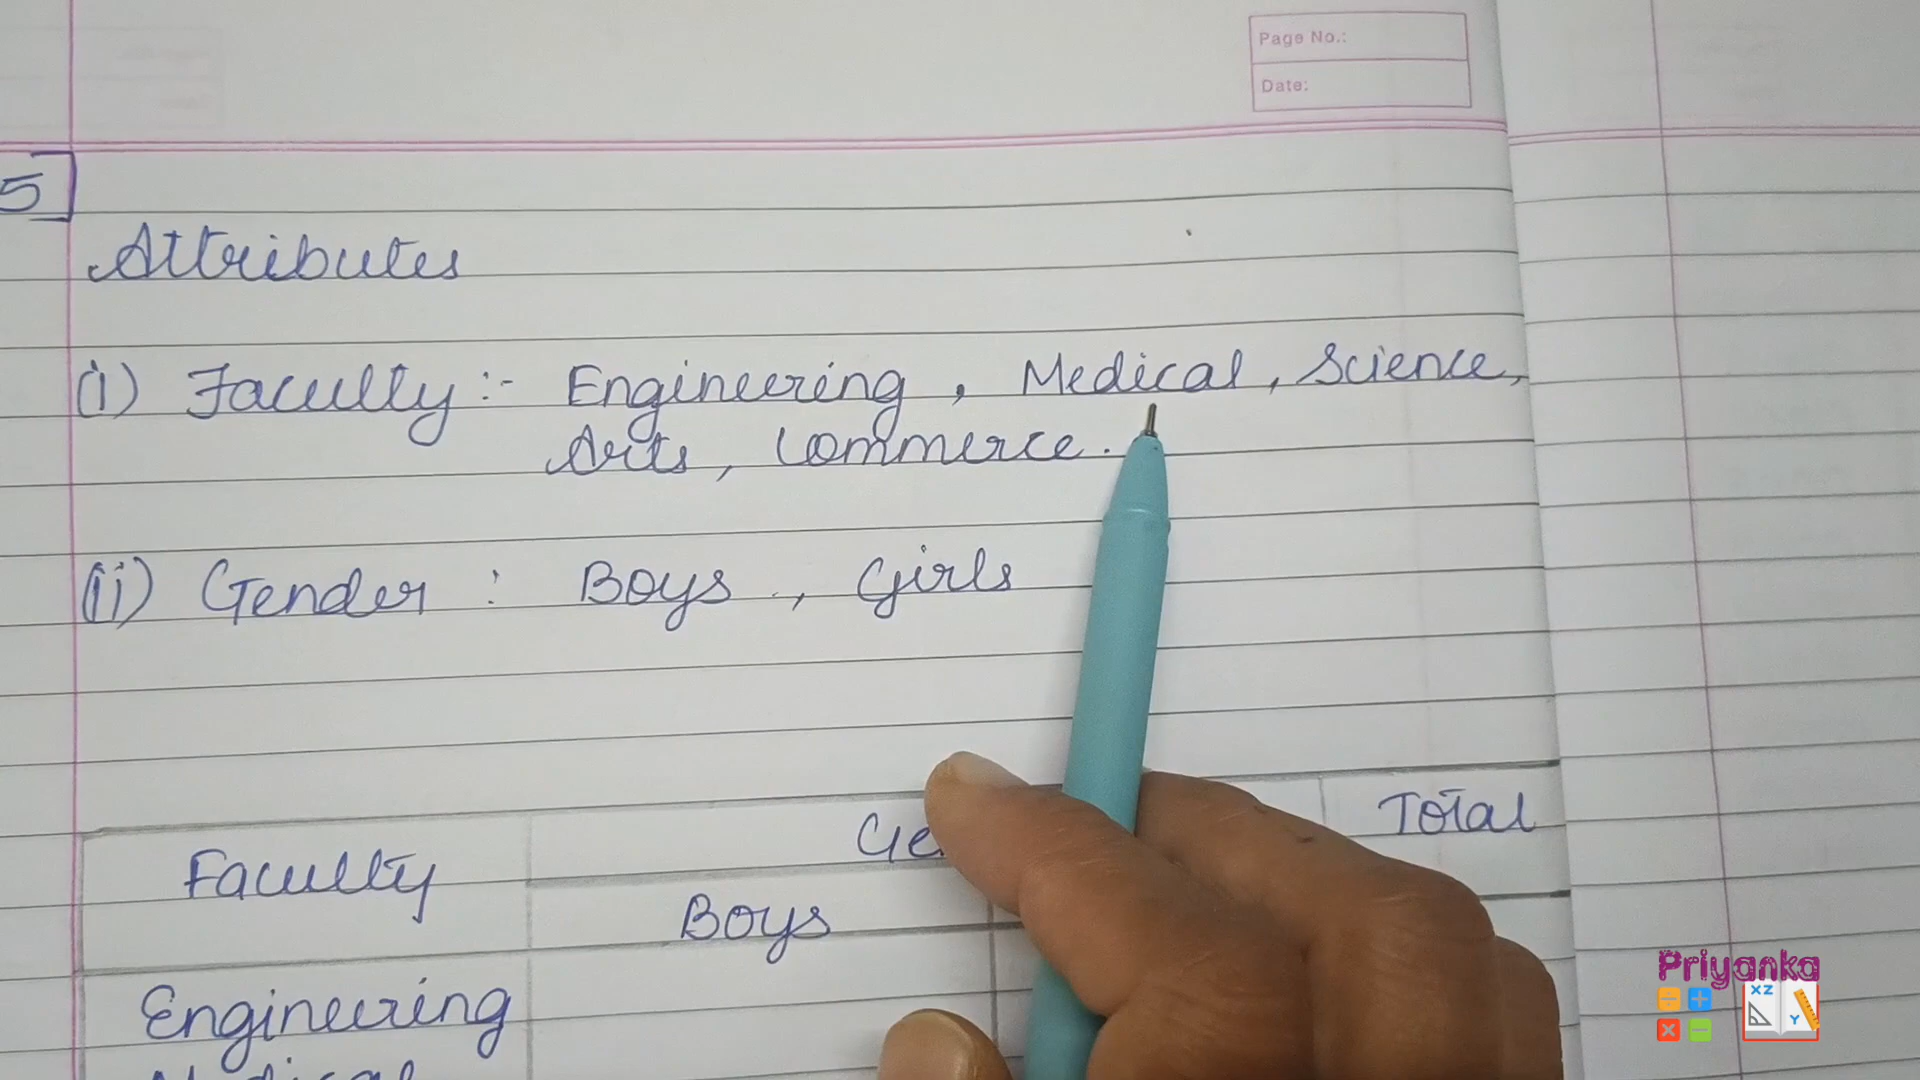 Page No.:
Date:
5
Attributes
(i) Faculty :- Engineering, Medical, Science,
Arts, Commerce.
(ii) Gender : Boys, Girls
Faculty
Total
Boys
Engineering
Priyanka
XZ
Y